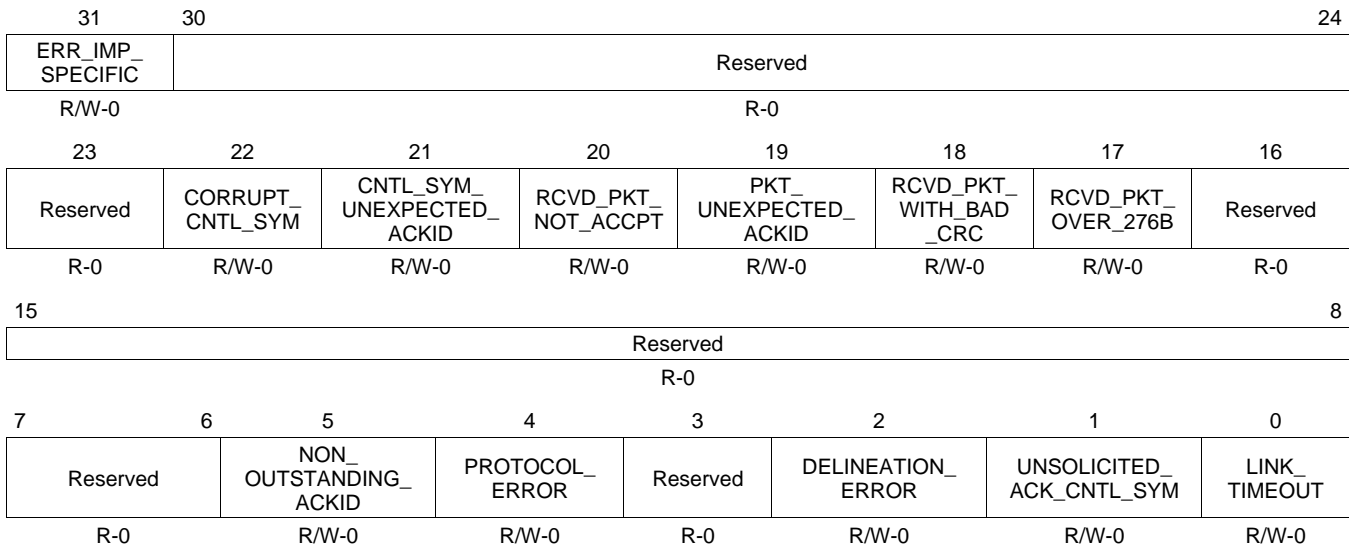 31 30 24
ERR_IMP_
SPECIFIC
Reserved
R/W-0 R-0
23 22 21 20 19 18 17 16
Reserved
CORRUPT_
CNTL_SYM
CNTL_SYM_
UNEXPECTED_
ACKID
RCVD_PKT_
NOT_ACCPT
PKT_
UNEXPECTED_
ACKID
RCVD_PKT_
WITH_BAD
_CRC
RCVD_PKT_
OVER_276B
Reserved
R-0 R/W-0 R/W-0 R/W-0 R/W-0 R/W-0 R/W-0 R-0
15 8
Reserved
R-0
7 6 5 4 3 2 1 0
Reserved
NON_
OUTSTANDING_
ACKID
PROTOCOL_
ERROR
Reserved
DELINEATION_
ERROR
UNSOLICITED_
ACK_CNTL_SYM
LINK_
TIMEOUT
R-0 R/W-0 R/W-0 R-0 R/W-0 R/W-0 R/W-0